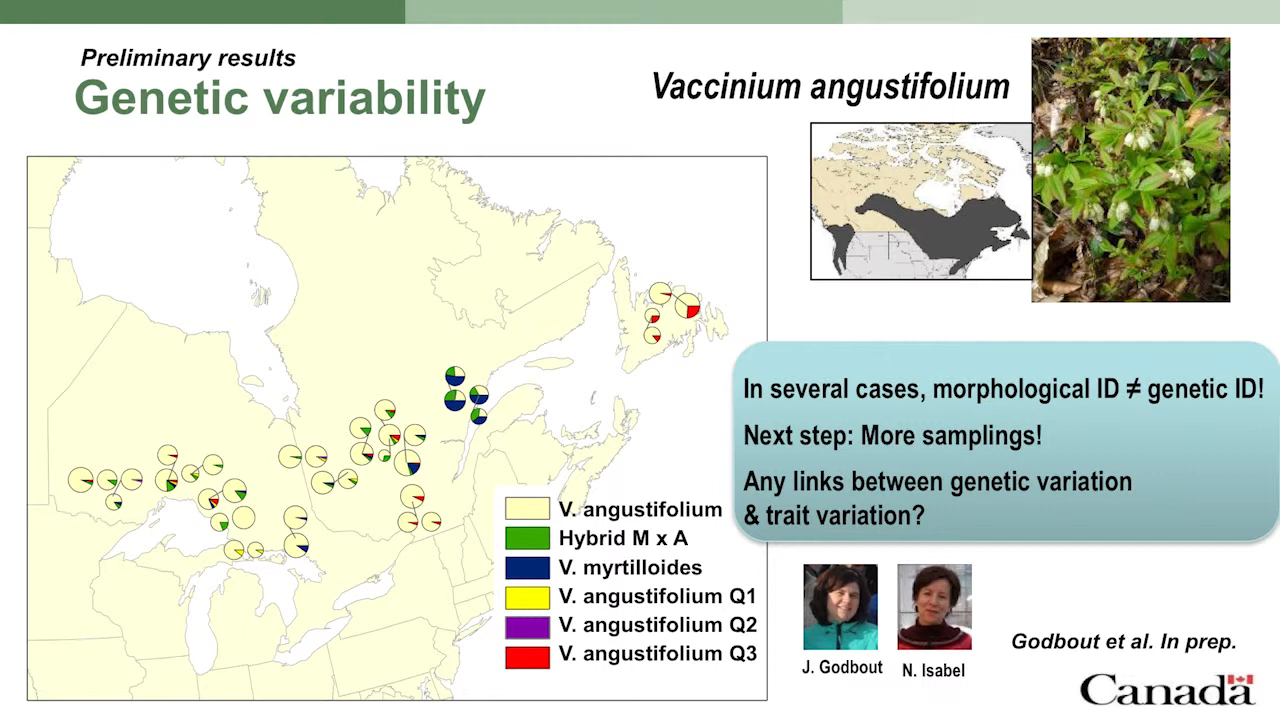 Preliminary results
Genetic variability
Vaccinium angustifolium
In several cases, morphological ID ≠ genetic ID!
Next step: More samplings!
Any links between genetic variation
& trait variation?
V. angustifolium
Hybrid M x A
V. myrtilloides
V. angustifolium Q1
V. angustifolium Q2
V. angustifolium Q3
J. Godbout
N. Isabel
Godbout et al. In prep.
Canada